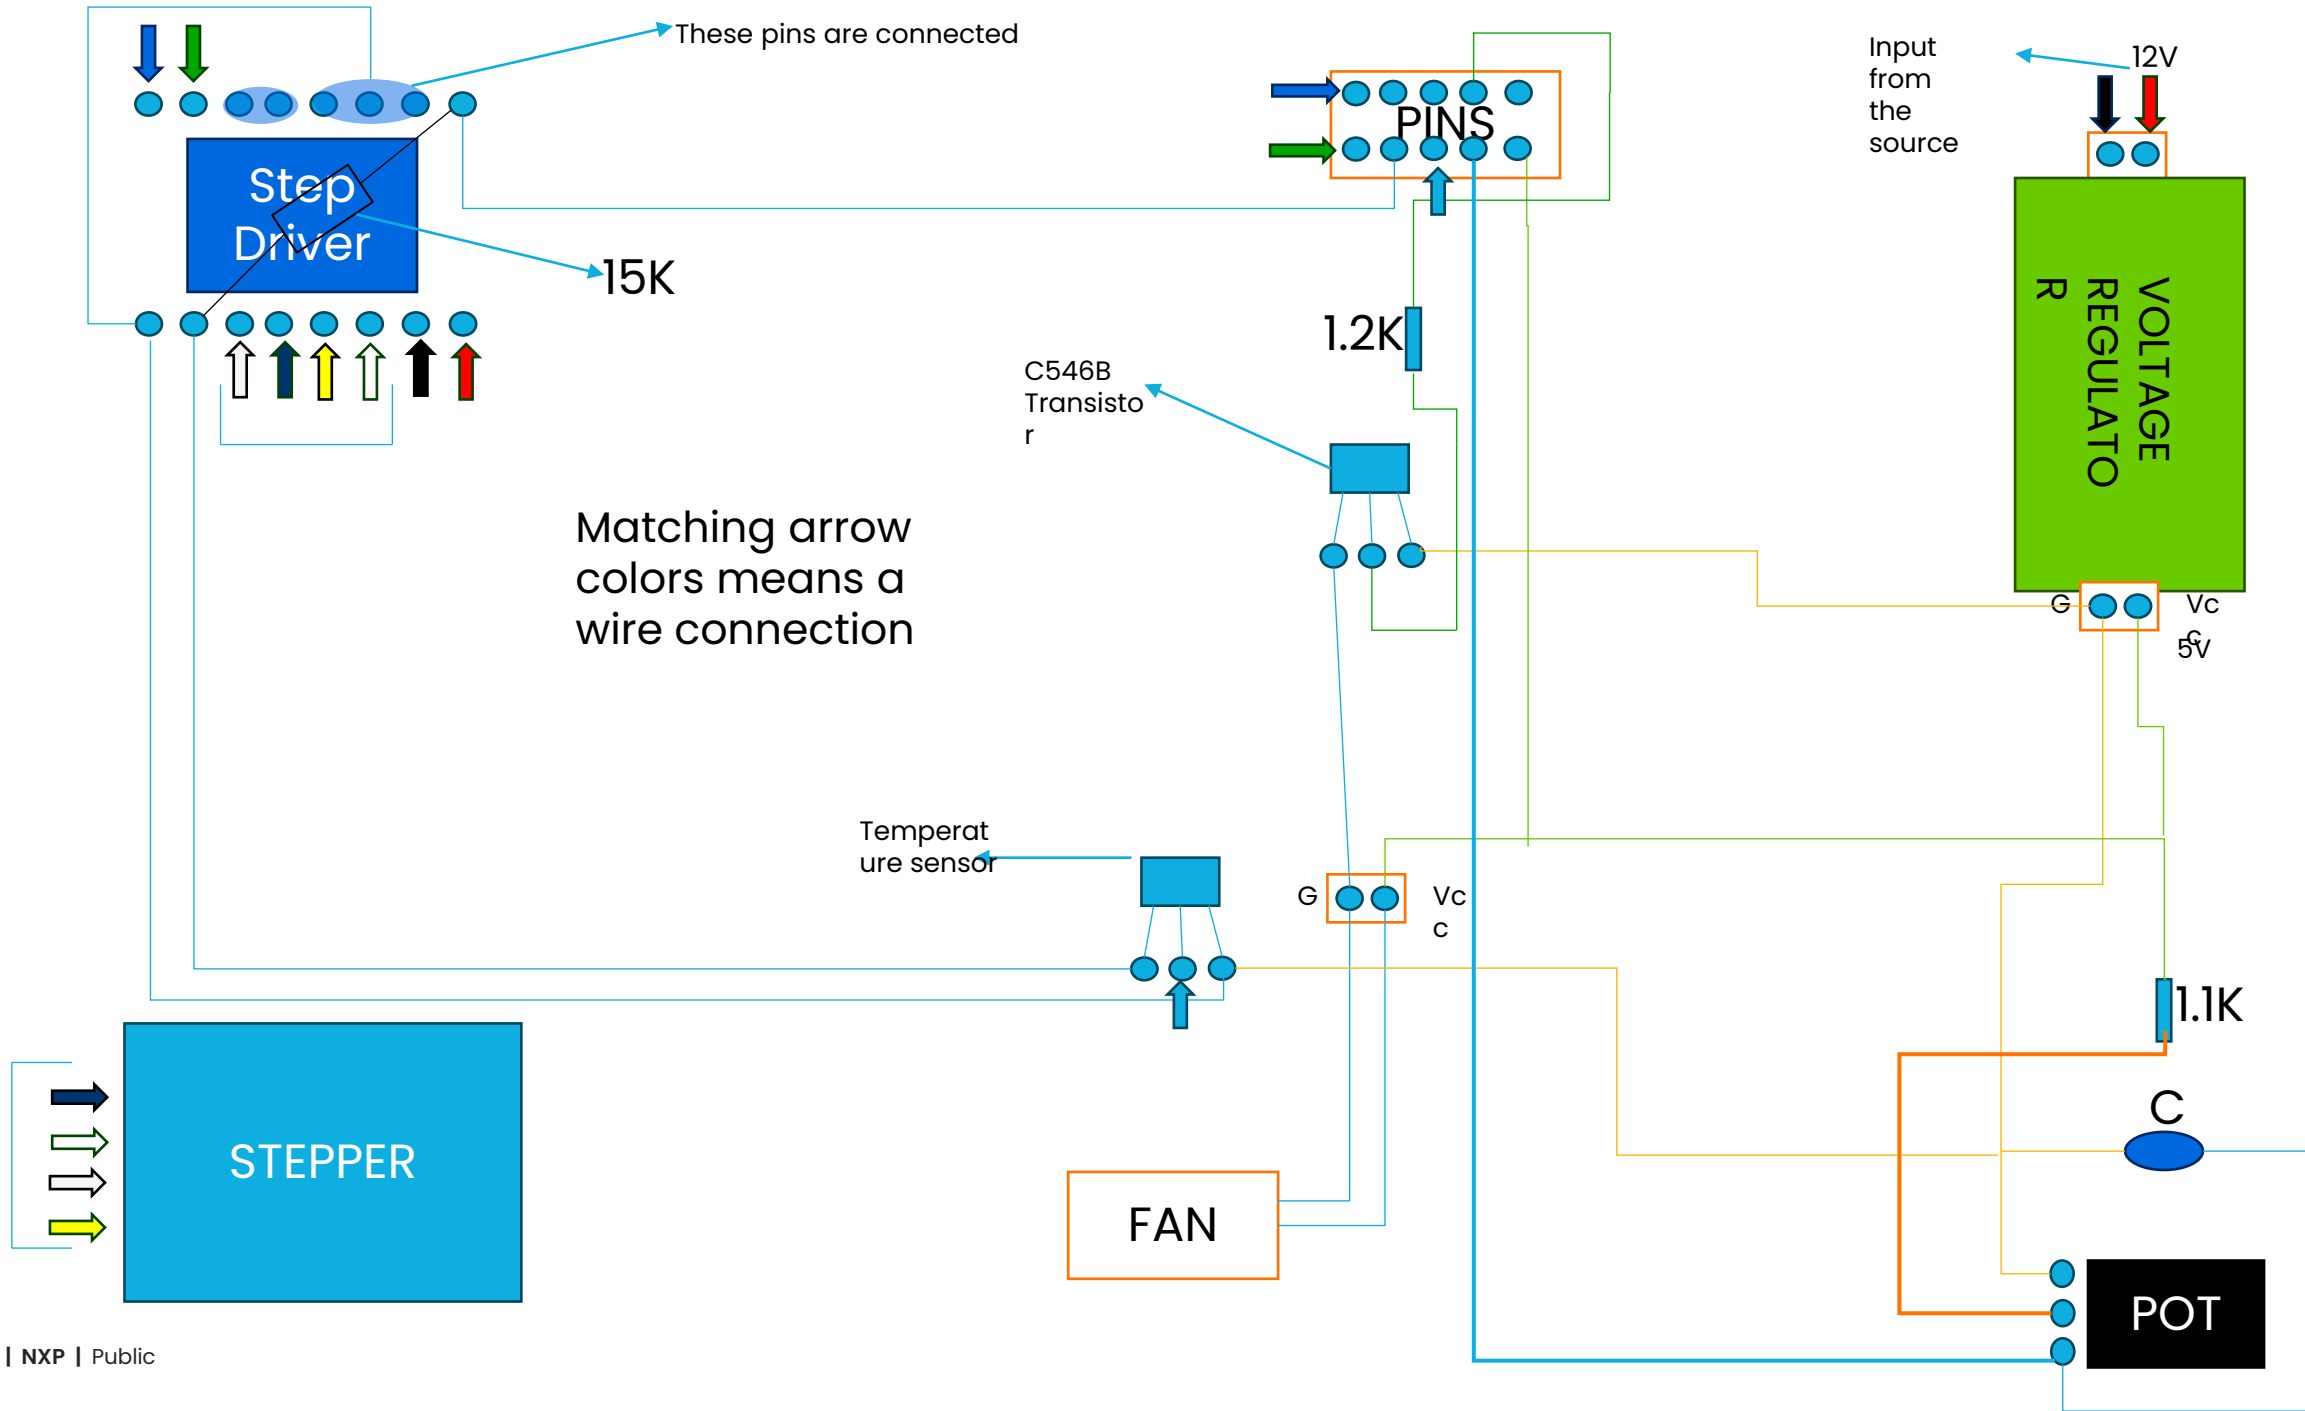 These pins are connected
Step
Driver
15K
PINS
Input
from
the
source
12V
VOLTAGE
REGULATO
R
1.2K
C546B
Transisto
r
Matching arrow
colors means a
wire connection
G
Vc
c
5V
Temperat
ure sensor
G
Vc
c
1.1K
C
STEPPER
FAN
POT
| NXP | Public